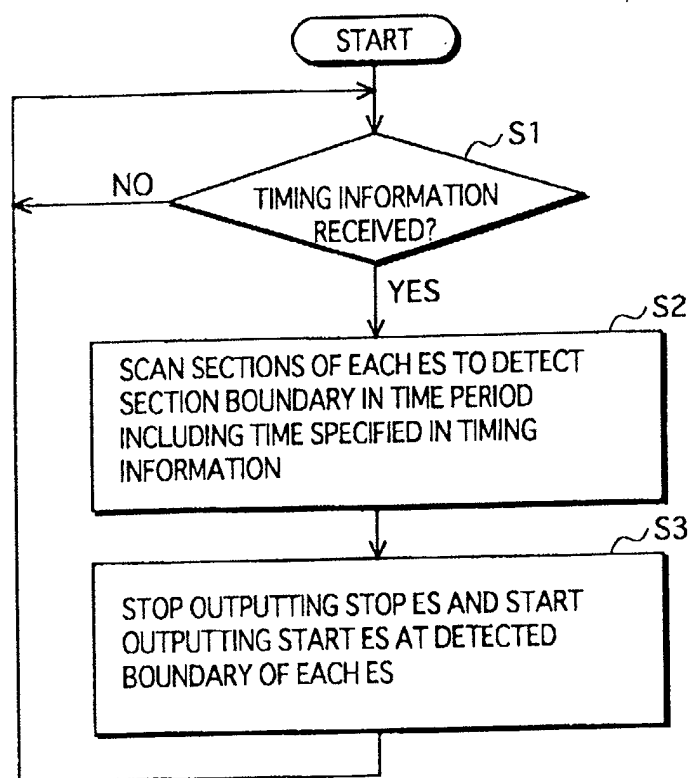 START
S1
TIMING INFORMATION
RECEIVED?
NO
YES
S2
SCAN SECTIONS OF EACH ES TO DETECT
SECTION BOUNDARY IN TIME PERIOD
INCLUDING TIME SPECIFIED IN TIMING
INFORMATION
S3
STOP OUTPUTTING STOP ES AND START
OUTPUTTING START ES AT DETECTED
BOUNDARY OF EACH ES